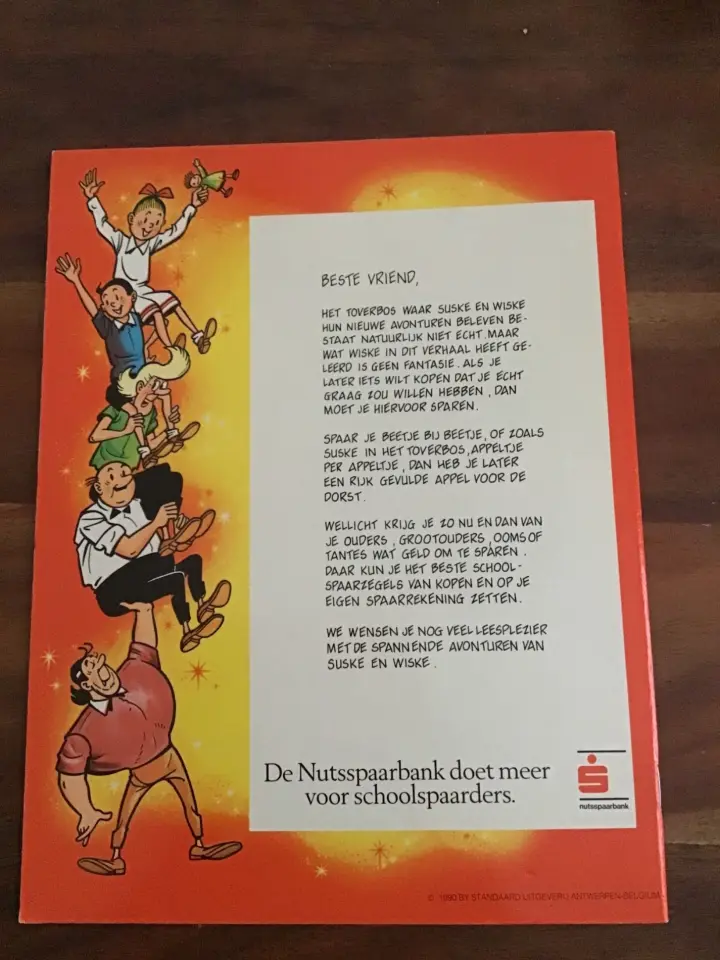 BESTE VRIEND,
HET TOVERBOS WAAR SUSKE EN WISKE
HUN NIEUWE AVONTUREN BELEVEN BE-
STAAT NATUURLIJK NIET ECHT. MAAR
WAT WISKE IN DIT VERHAAL HEEFT GE-
LEERD IS GEEN FANTASIE. ALS JE
LATER IETS WILT KOPEN DAT JE ECHT
GRAAG ZOU WILLEN HEBBEN, DAN
MOET JE HIERVOOR SPAREN.
SPAAR JE BEETJE BIJ BEETJE, OF ZOALS
SUSKE IN HET TOVERBOS, APPELTJE
PER APPELTJE, DAN HEB JE LATER
EEN RIJK GEVULDE APPEL VOOR DE
DORST.
WELLICHT KRIJG JE ZO NU EN DAN VAN
JE OUDERS, GROOTOUDERS, OOMS OF
TANTES WAT GELD OM TE SPAREN.
DAAR KUN JE HET BESTE SCHOOL-
SPAARZEGELS VAN KOPEN EN OP JE
EIGEN SPAARREKENING ZETTEN.
WE WENSEN JE NOG VEEL LEESPLEZIER
MET DE SPANNENDE AVONTUREN VAN
SUSKE EN WISKE.
De Nutsspaarbank doet meer
voor schoolspaarders.
nutsspaarbank
© 1990 BY STANDAARD UITGEVERIJ ANTWERPEN-BELGIUM